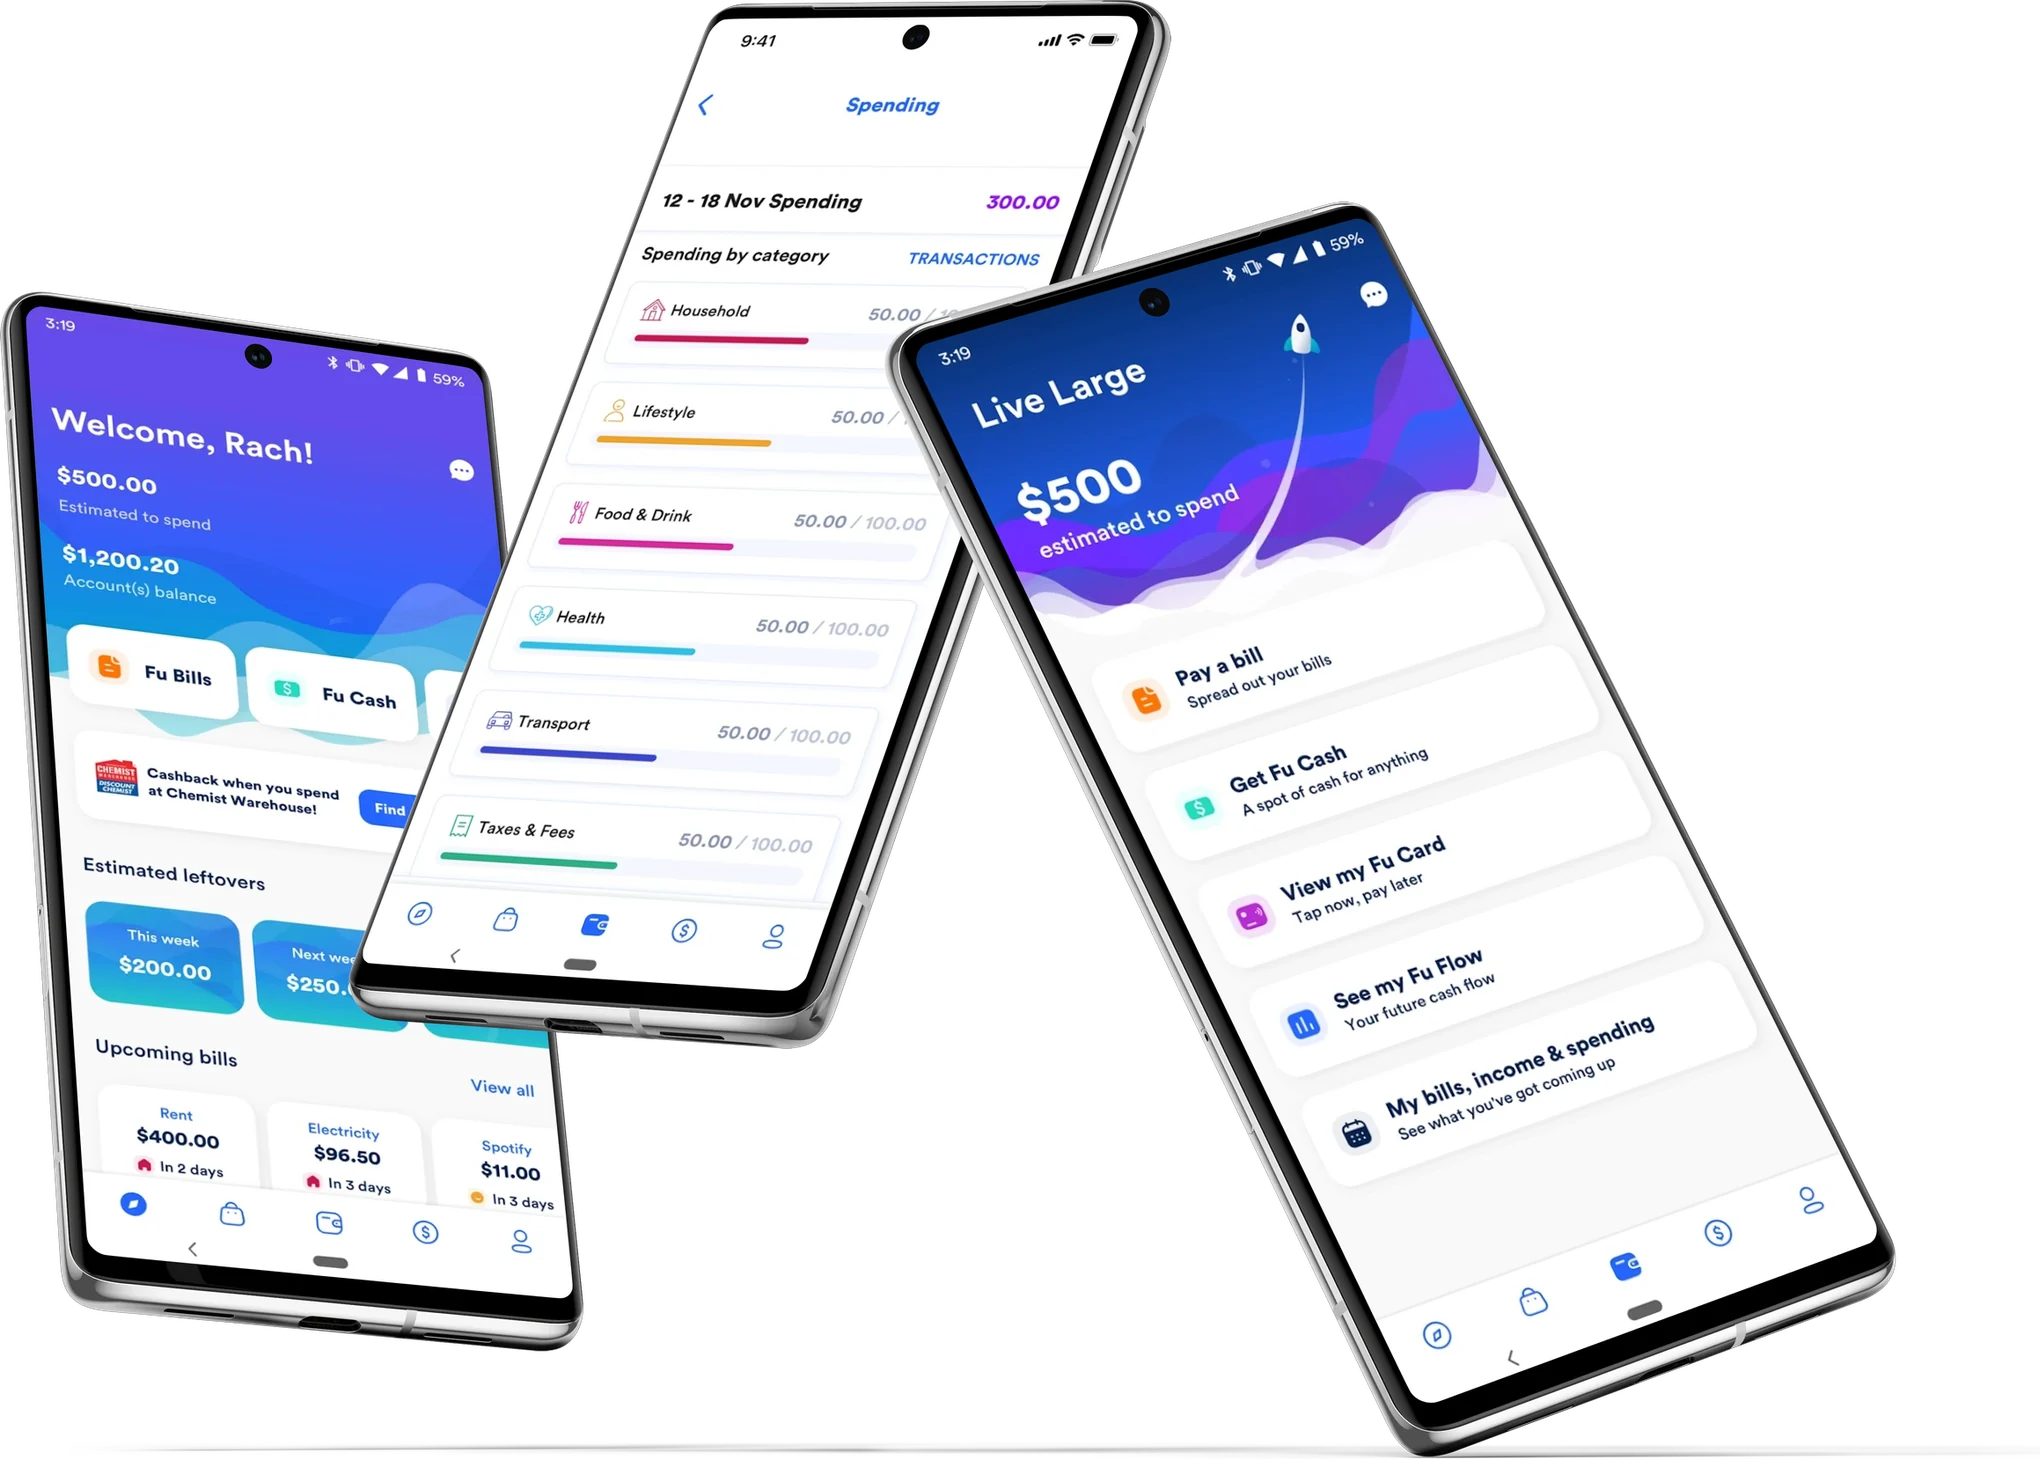 3:19
59%
Welcome, Rach!
$500.00
Estimated to spend
$1,200.20
Account(s) balance
Fu Bills
Fu Cash
CHEMIST
WAREHOUSE
DISCOUNT
CHEMIST
Cashback when you spend
at Chemist Warehouse!
Find
Estimated leftovers
This week
$200.00
Next
$250.
Upcoming bills
View all
Rent
$400.00
In 2 days
Electricity
$96.50
In 3 days
Spotify
$11.00
In 3 days
9:41
Spending
12 - 18 Nov Spending
300.00
Spending by category
TRANSACTIONS
Household
50.00 /
Lifestyle
50.00 /
Food & Drink
50.00 / 100.00
Health
50.00 / 100.00
Transport
50.00 / 100.00
Taxes & Fees
50.00 / 100.00
3:19
59%
Live Large
$500
estimated to spend
Pay a bill
Spread out your bills
Get Fu Cash
A spot of cash for anything
View my Fu Card
Tap now, pay later
See my Fu Flow
Your future cash flow
My bills, income & spending
See what you've got coming up